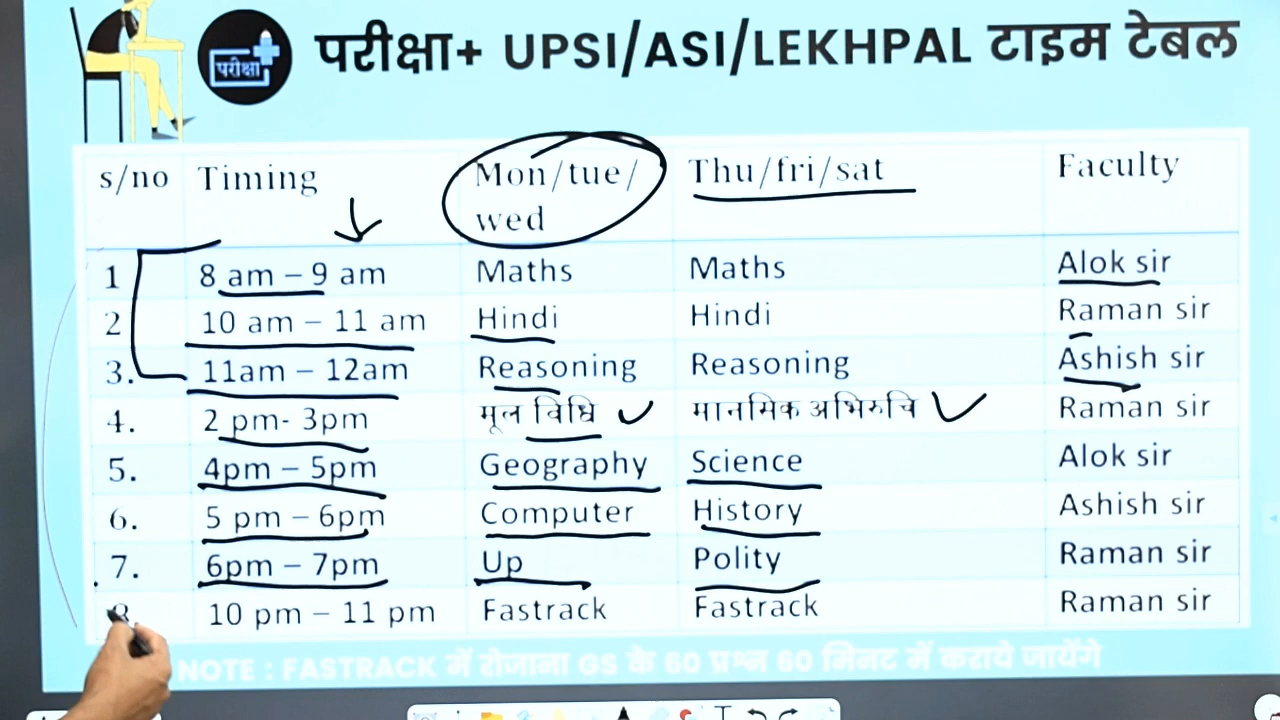 परीक्षा
परीक्षा+ UPSI/ASI/LEKHPAL टाइम टेबल
s/no Timing Mon/tue/ Thu/fri/sat Faculty
wed
1 8 am – 9 am Maths Maths Alok sir
2 10 am – 11 am Hindi Hindi Raman sir
3. 11am – 12am Reasoning Reasoning Ashish sir
4. 2 pm- 3pm मूल विधि मानमिक अभिरुचि Raman sir
5. 4pm – 5pm Geography Science Alok sir
6. 5 pm – 6pm Computer History Ashish sir
7. 6pm – 7pm Up Polity Raman sir
8. 10 pm – 11 pm Fastrack Fastrack Raman sir
NOTE : FASTRACK में रोजाना GS के 60 प्रश्न 60 मिनट में कराये जायेंगे